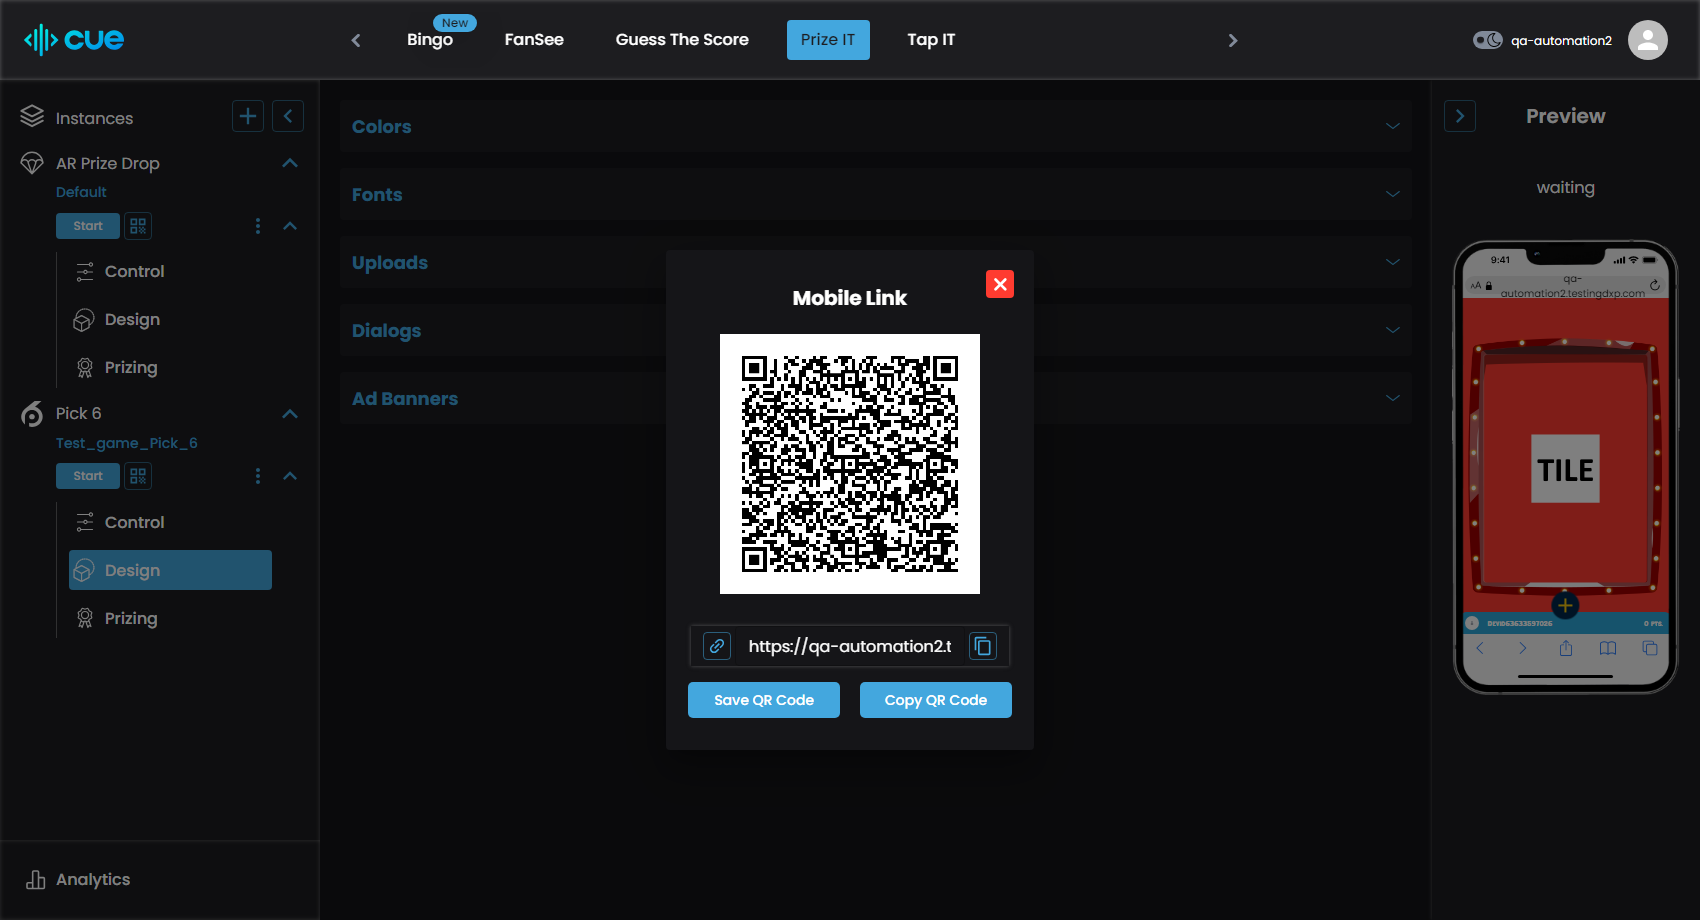 cue
New
Bingo
FanSee
Guess The Score
Prize IT
Tap IT
qa-automation2
Instances
AR Prize Drop
Default
Start
Control
Design
Prizing
Pick 6
Test_game_Pick_6
Start
Control
Design
Prizing
Analytics
Colors
Fonts
Uploads
Dialogs
Ad Banners
Mobile Link
https://qa-automation2.t
Save QR Code
Copy QR Code
Preview
waiting
9:41
AA
qa-
automation2.testingdxp.com
TILE
0 PTS.